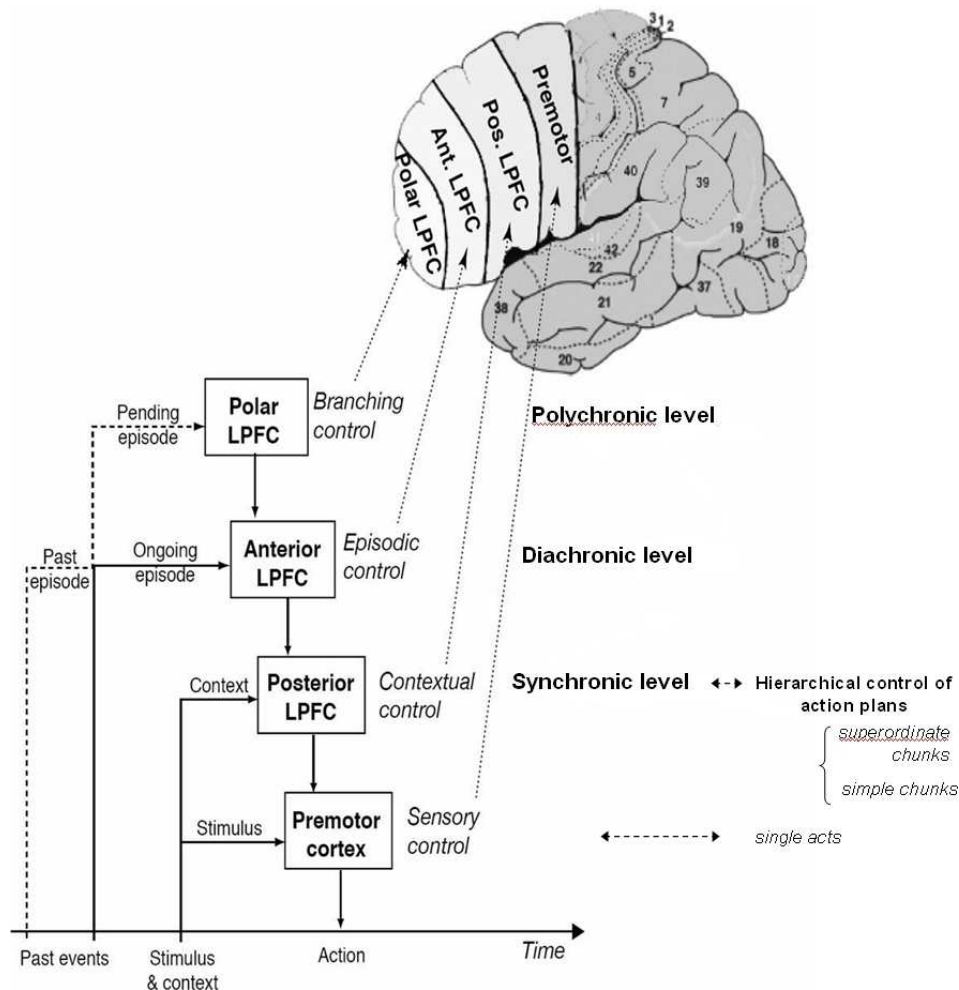 3 1 2
5
7
Premotor
Pos. LPFC
Ant. LPFC
Polar LPFC
4
40
39
19
18
42
22
37
38
21
20
Pending
episode
Polar
LPFC
Branching
control
Polychronic level
Past
episode
Ongoing
episode
Anterior
LPFC
Episodic
control
Diachronic level
Context
Posterior
LPFC
Contextual
control
Synchronic level
Hierarchical control of
action plans
superordinate
chunks
simple chunks
Stimulus
Premotor
cortex
Sensory
control
single acts
Past events
Stimulus
& context
Action
Time